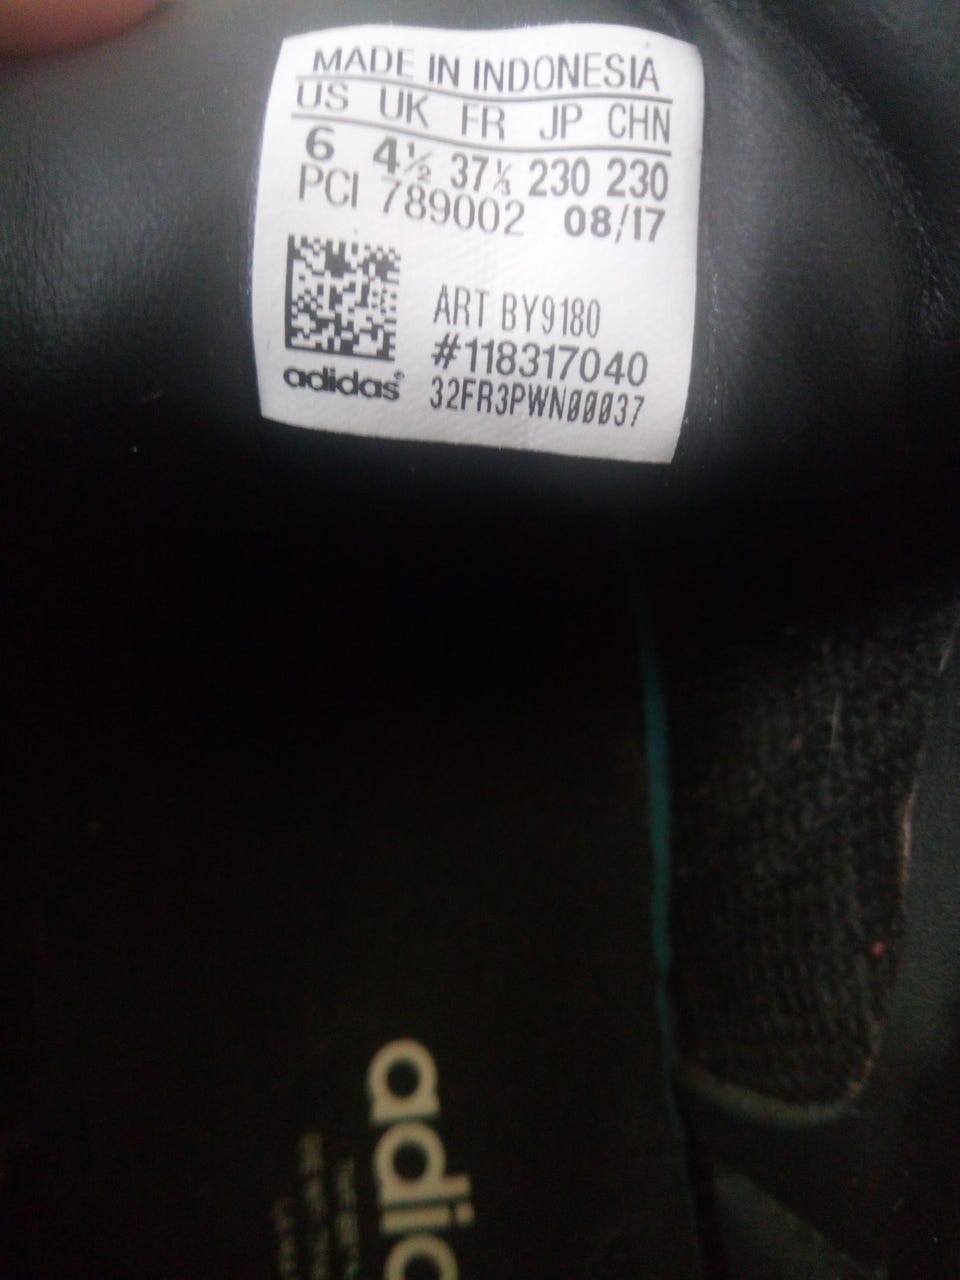 MADE IN INDONESIA
US UK FR JP CHN
6 4½ 37⅓ 230 230
PCI 789002 08/17
ART BY9180
#118317040
adidas®
32FR3PWN00037
adid